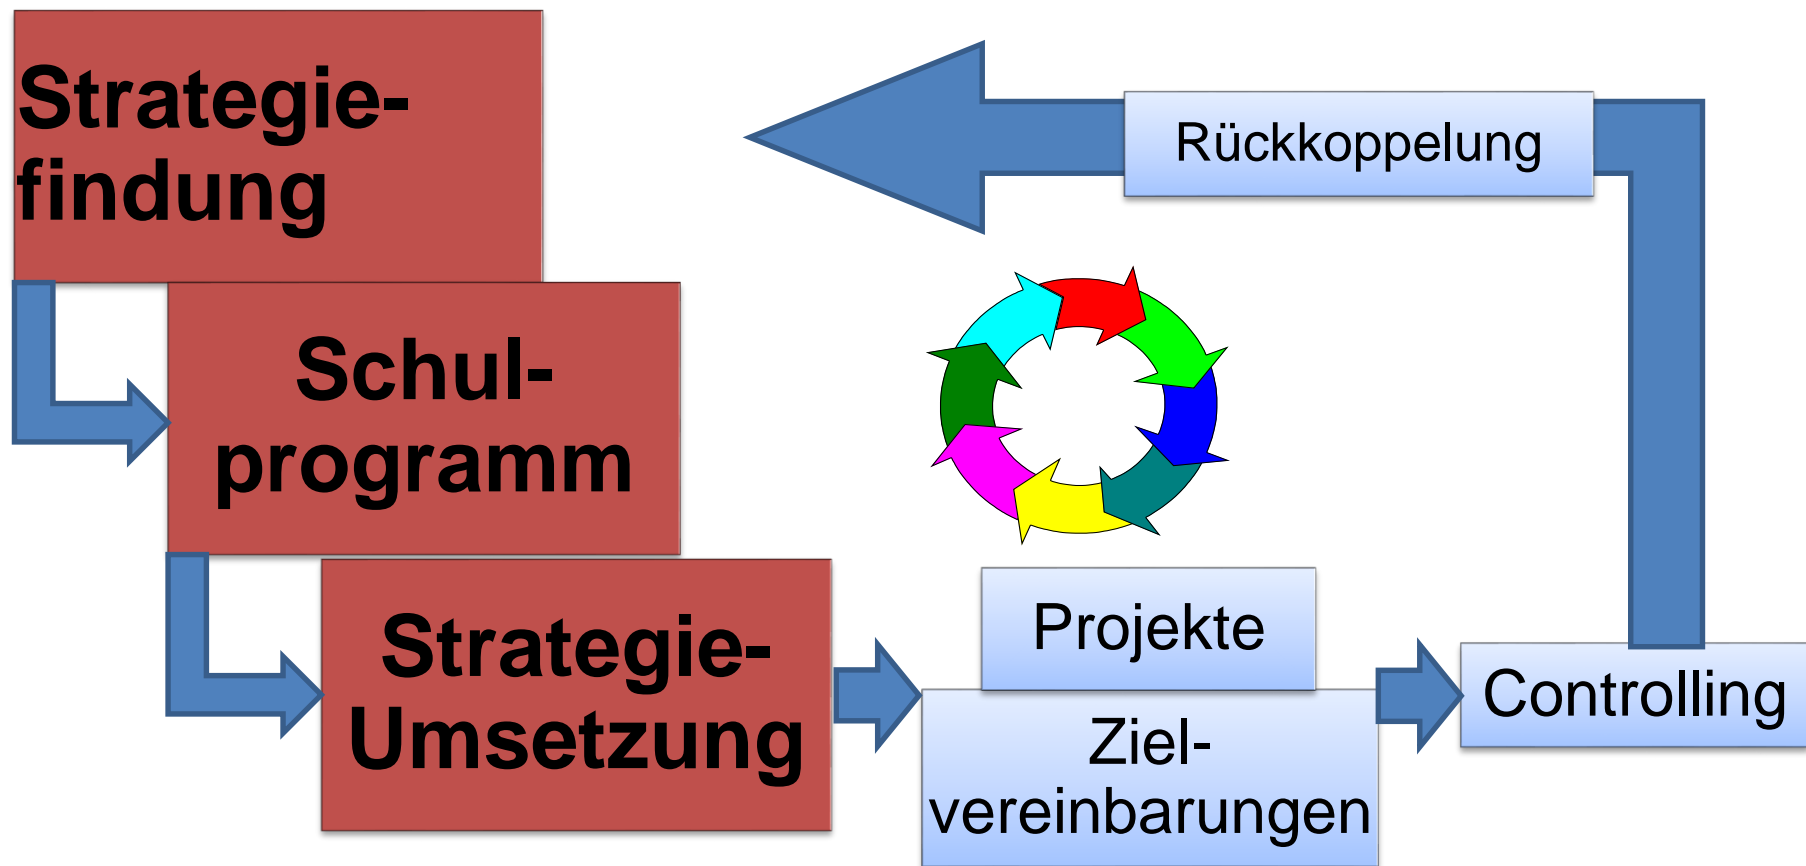 Strategie-
findung
Rückkoppelung
Schul-
programm
Strategie-
Umsetzung
Projekte
Ziel-
vereinbarungen
Controlling